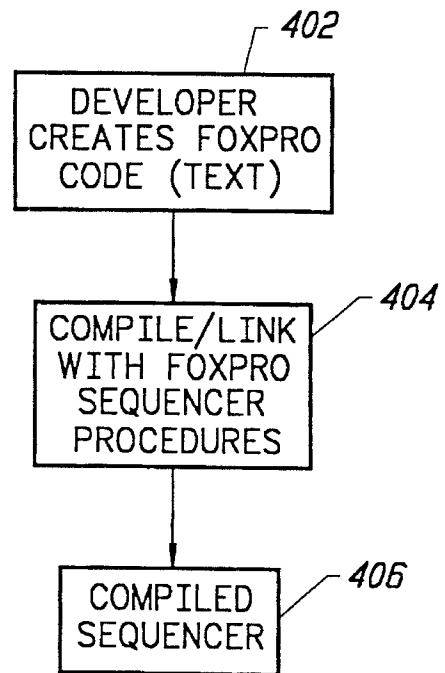 402
DEVELOPER
CREATES FOXPRO
CODE (TEXT)
404
COMPILE/LINK
WITH FOXPRO
SEQUENCER
PROCEDURES
406
COMPILED
SEQUENCER